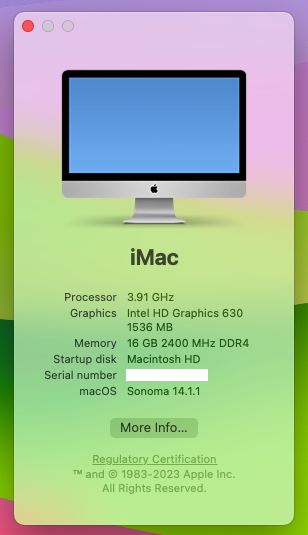 iMac
Processor 3.91 GHz
Graphics Intel HD Graphics 630
1536 MB
Memory 16 GB 2400 MHz DDR4
Startup disk Macintosh HD
Serial number
macOS Sonoma 14.1.1
More Info...
Regulatory Certification
™ and © 1983-2023 Apple Inc.
All Rights Reserved.